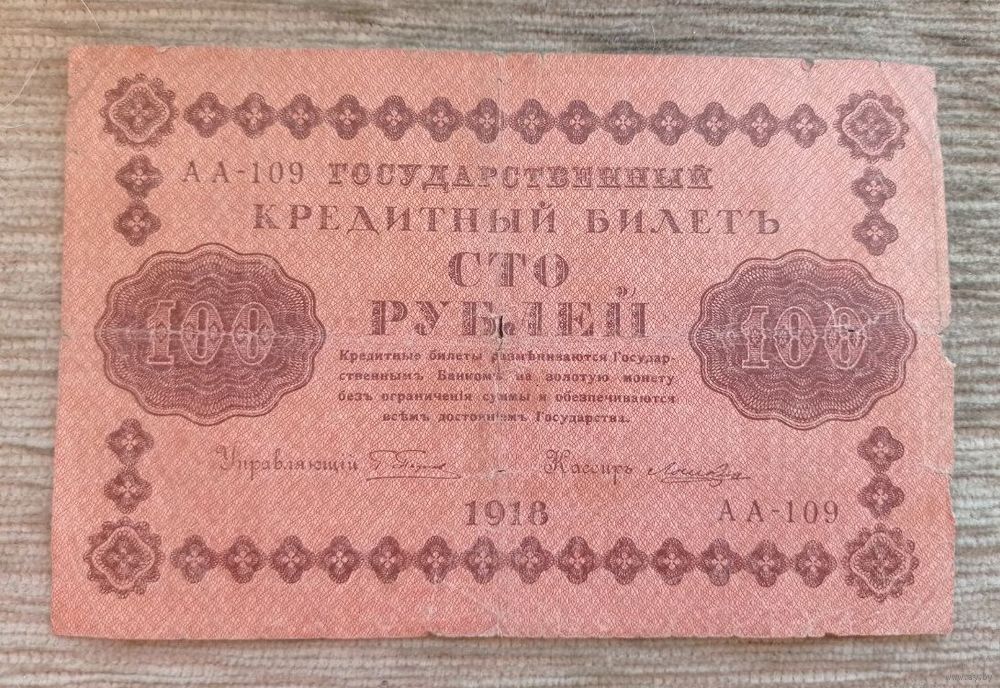 АА-109 ГОСУДАРСТВЕННЫЙ
КРЕДИТНЫЙ БИЛЕТЪ
СТО
РУБЛЕЙ
100
100
Кредитные билеты размѣниваются Государ-
ственнымъ Банкомъ на золотую монету
безъ ограниченія суммы и обезпечиваются
всѣмъ достояніемъ Государства.
Управляющій
Кассиръ
1918
АА-109